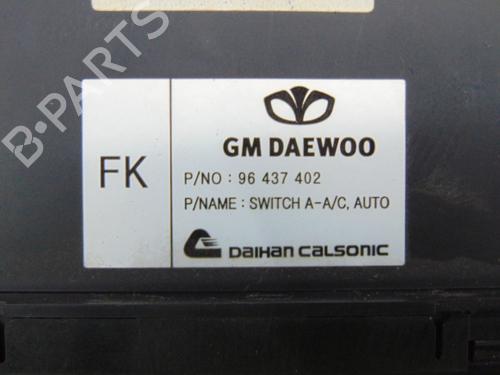 B-PARTS
FK
GM DAEWOO
P/NO : 96 437 402
P/NAME : SWITCH A-A/C, AUTO
DAIHAN CALSONIC